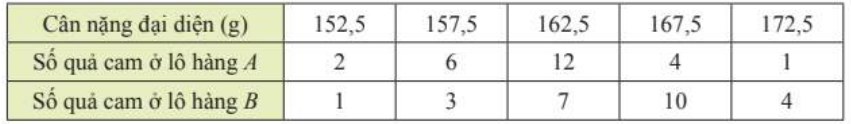 Cân nặng đại diện (g) 152,5 157,5 162,5 167,5 172,5
Số quả cam ở lô hàng A 2 6 12 4 1
Số quả cam ở lô hàng B 1 3 7 10 4